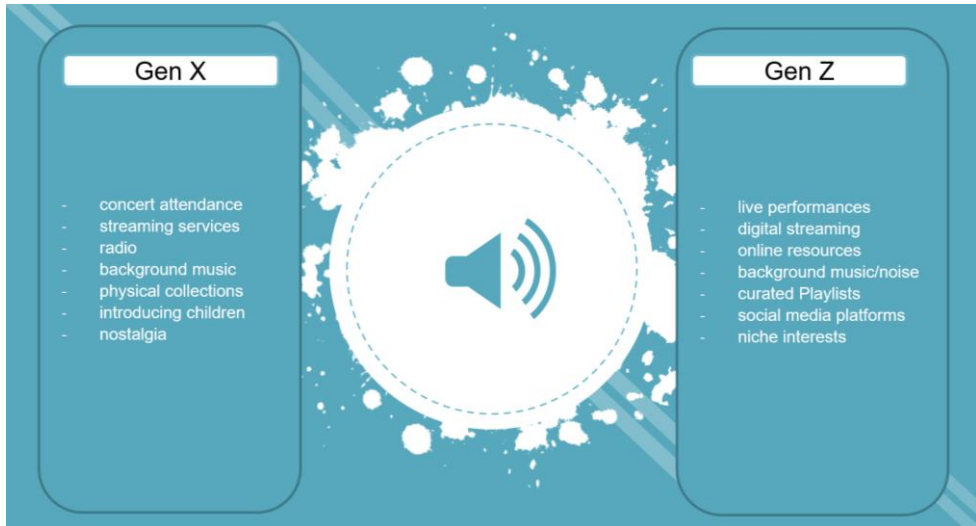 Gen X
- concert attendance
- streaming services
- radio
- background music
- physical collections
- introducing children
- nostalgia
Gen Z
- live performances
- digital streaming
- online resources
- background music/noise
- curated Playlists
- social media platforms
- niche interests